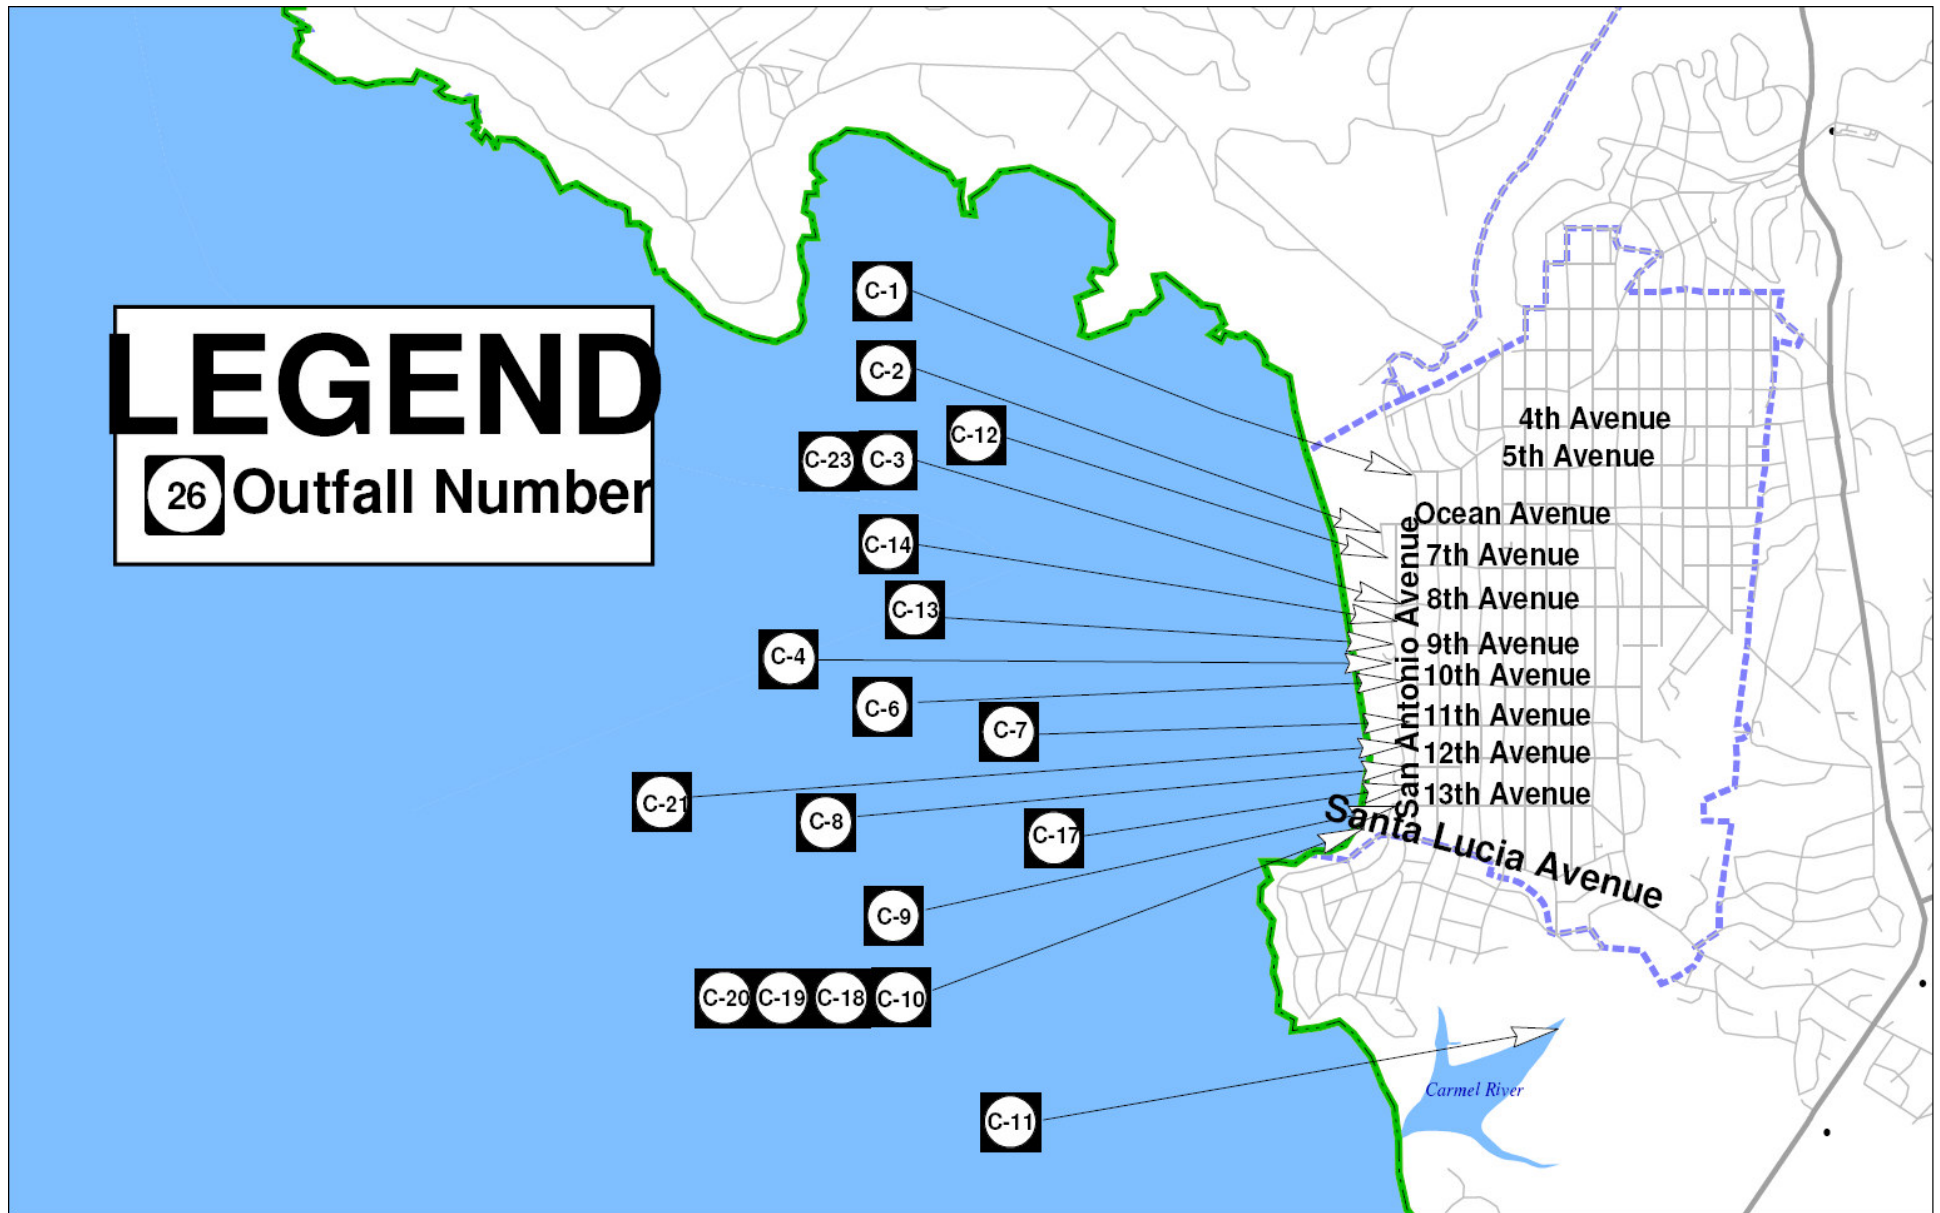 LEGEND
26 Outfall Number
C-1
C-2
C-12
C-23 C-3
C-14
C-13
C-4
C-6
C-7
C-21
C-8
C-17
C-9
C-20 C-19 C-18 C-10
C-11
4th Avenue
5th Avenue
Ocean Avenue
7th Avenue
8th Avenue
9th Avenue
10th Avenue
11th Avenue
12th Avenue
13th Avenue
San Antonio Avenue
Santa Lucia Avenue
Carmel River